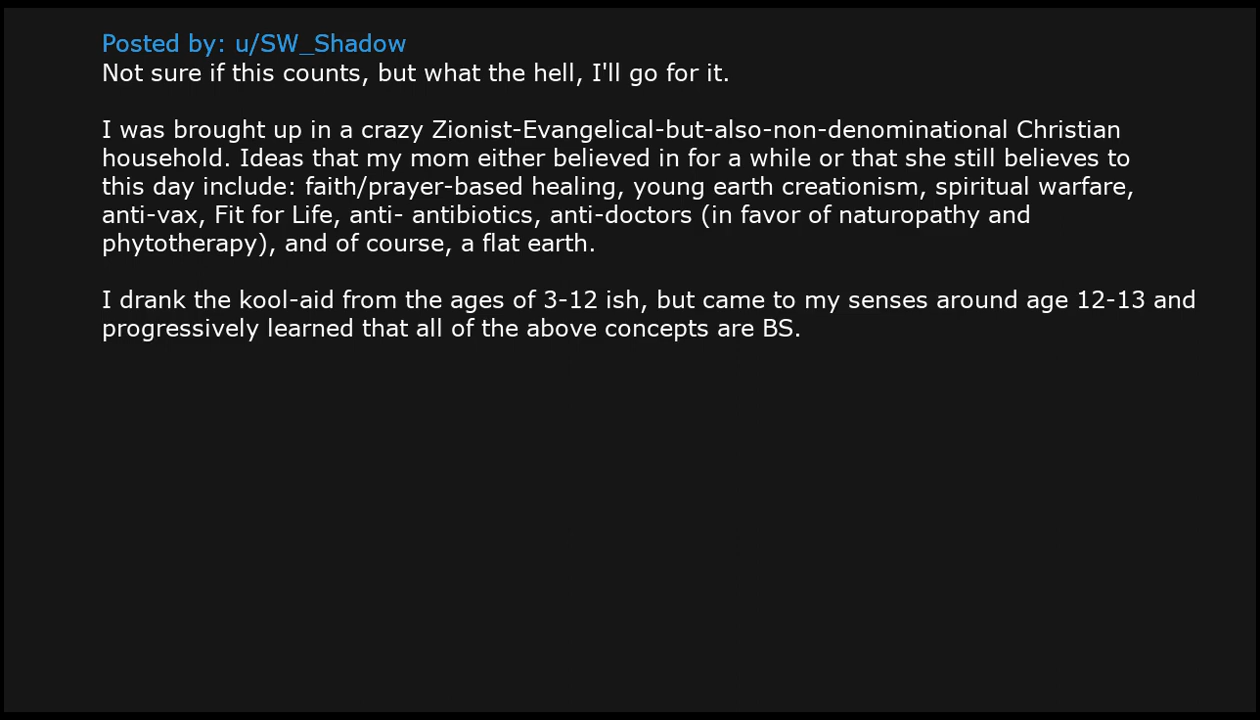 Posted by: u/SW_Shadow
Not sure if this counts, but what the hell, I'll go for it.
I was brought up in a crazy Zionist-Evangelical-but-also-non-denominational Christian
household. Ideas that my mom either believed in for a while or that she still believes to
this day include: faith/prayer-based healing, young earth creationism, spiritual warfare,
anti-vax, Fit for Life, anti- antibiotics, anti-doctors (in favor of naturopathy and
phytotherapy), and of course, a flat earth.
I drank the kool-aid from the ages of 3-12 ish, but came to my senses around age 12-13 and
progressively learned that all of the above concepts are BS.